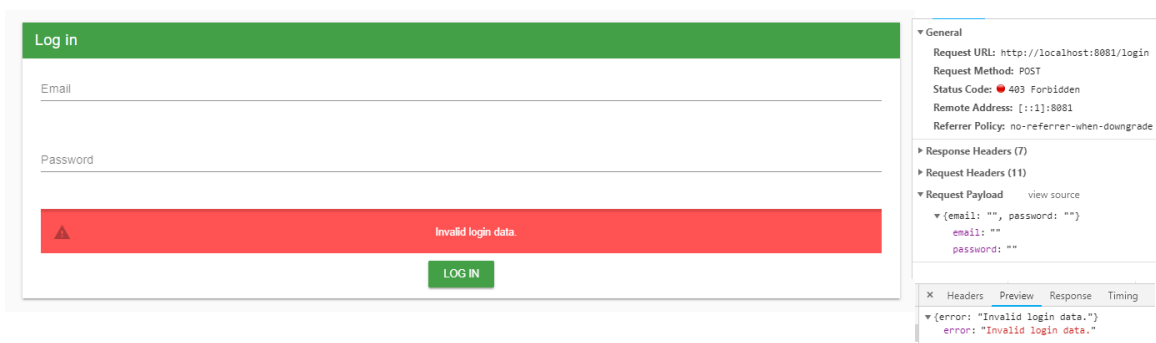 Log in
Email
Password
Invalid login data.
LOG IN
General
Request URL: http://localhost:8081/login
Request Method: POST
Status Code: 403 Forbidden
Remote Address: [::1]:8081
Referrer Policy: no-referrer-when-downgrade
Response Headers (7)
Request Headers (11)
Request Payload view source
{email: "", password: ""}
email: ""
password: ""
× Headers Preview Response Timing
{error: "Invalid login data."}
error: "Invalid login data."